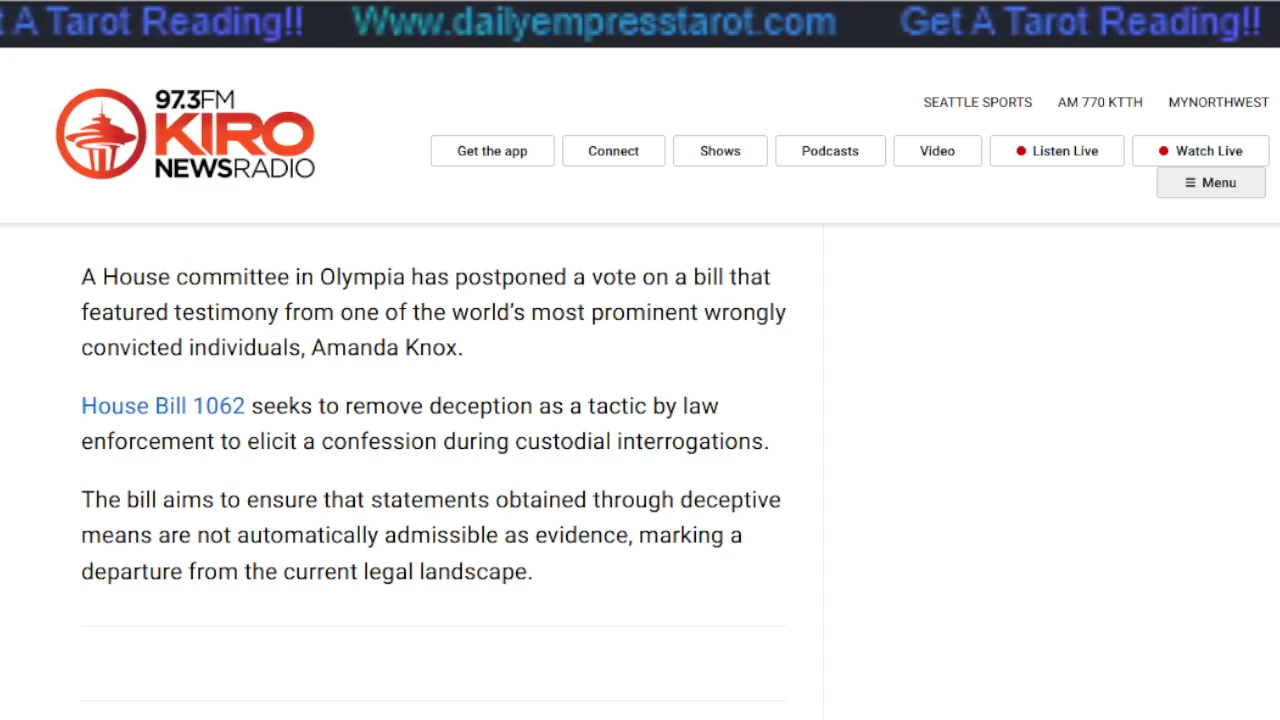 A Tarot Reading!! Www.dailyempresstarot.com Get A Tarot Reading!!
97.3FM
KIRO
NEWSRADIO
SEATTLE SPORTS AM 770 KTTH MYNORTHWEST
Get the app Connect Shows Podcasts Video Listen Live Watch Live
☰ Menu
A House committee in Olympia has postponed a vote on a bill that
featured testimony from one of the world’s most prominent wrongly
convicted individuals, Amanda Knox.
House Bill 1062 seeks to remove deception as a tactic by law
enforcement to elicit a confession during custodial interrogations.
The bill aims to ensure that statements obtained through deceptive
means are not automatically admissible as evidence, marking a
departure from the current legal landscape.